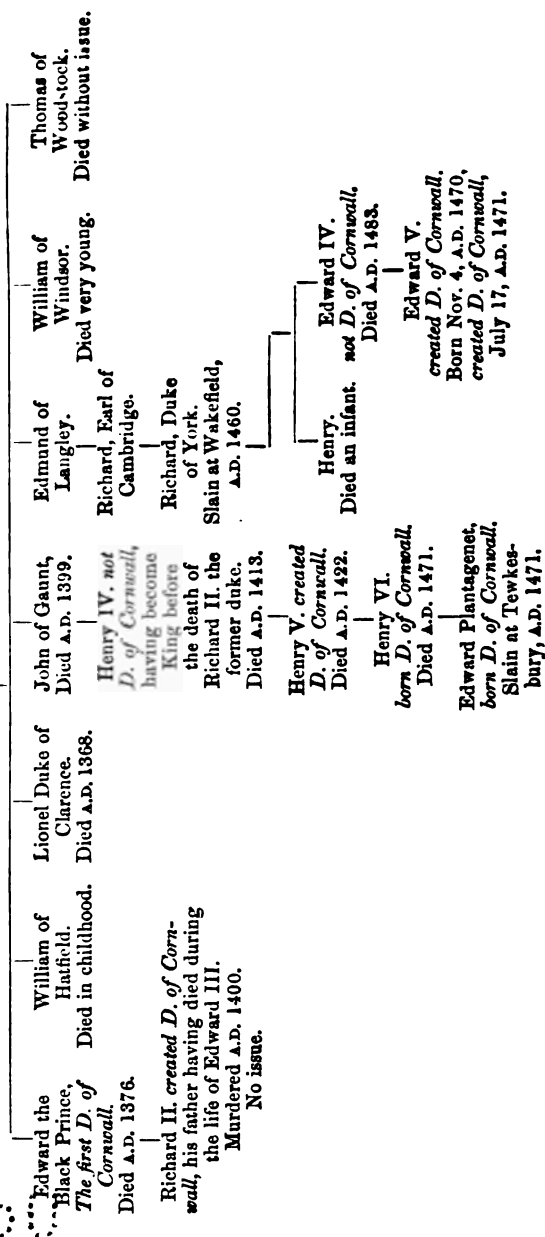 Edward the
Black Prince,
The first D. of
Cornwall.
Died A.D. 1376.
Richard II. created D. of Corn-
wall, his father having died during
the life of Edward III.
Murdered A.D. 1400.
No issue.
William of
Hatfield.
Died in childhood.
Lionel Duke of
Clarence.
Died A.D. 1368.
John of Gaunt,
Died A.D. 1399.
Henry IV. not
D. of Cornwall,
having become
King before
the death of
Richard II. the
former duke.
Died A.D. 1413.
Henry V. created
D. of Cornwall.
Died A.D. 1422.
Henry VI.
born D. of Cornwall.
Died A.D. 1471.
Edward Plantagenet,
born D. of Cornwall.
Slain at Tewkes-
bury, A.D. 1471.
Edmund of
Langley.
Richard, Earl of
Cambridge.
Richard, Duke
of York.
Slain at Wakefield,
A.D. 1460.
Henry.
Died an infant.
Edward IV.
not D. of Cornwall,
Died A.D. 1483.
Edward V.
created D. of Cornwall.
Born Nov. 4, A.D. 1470,
created D. of Cornwall,
July 17, A.D. 1471.
William of
Windsor.
Died very young.
Thomas of
Woodstock.
Died without issue.